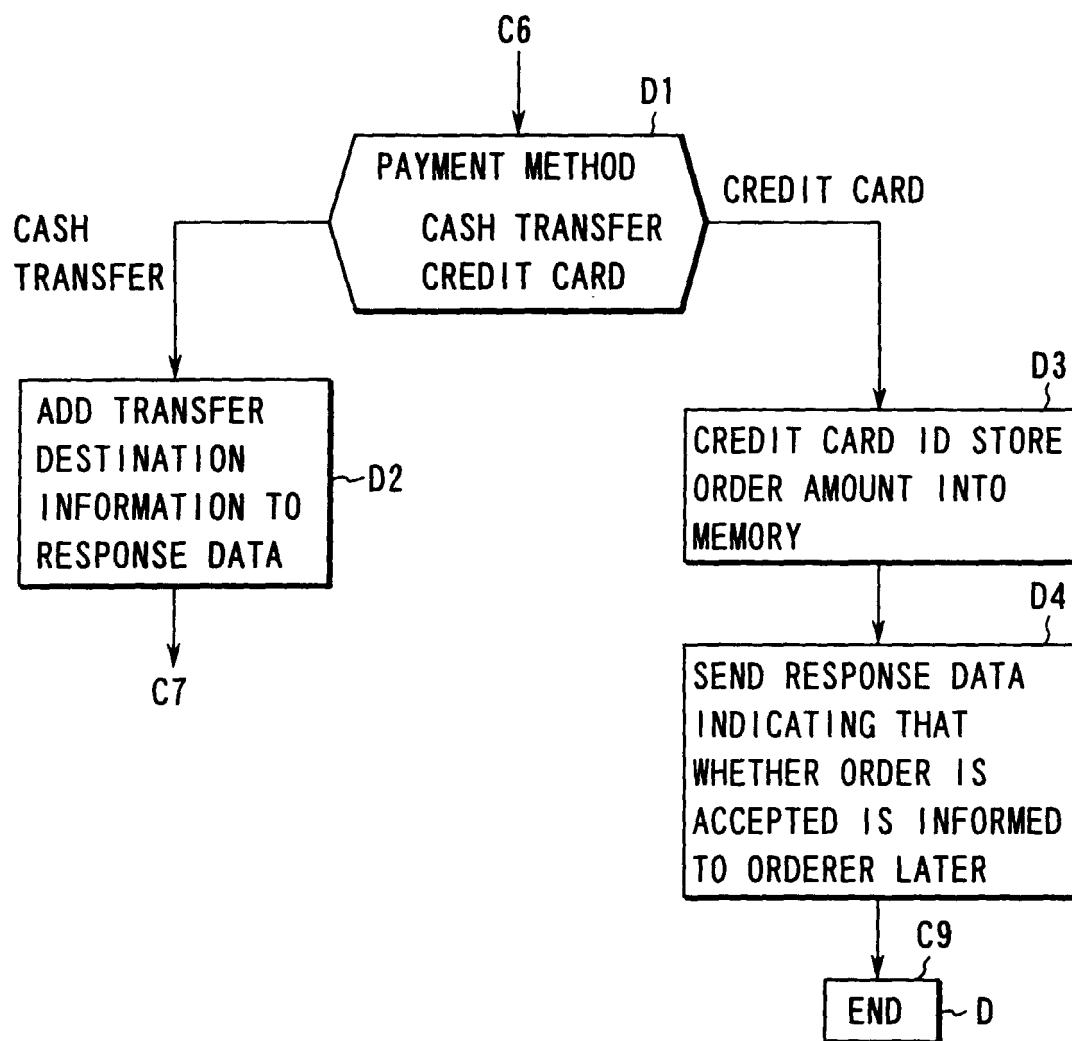 C6
D1
PAYMENT METHOD
CASH TRANSFER
CREDIT CARD
CREDIT CARD
CASH
TRANSFER
ADD TRANSFER
DESTINATION
INFORMATION TO
RESPONSE DATA
D2
C7
D3
CREDIT CARD ID STORE
ORDER AMOUNT INTO
MEMORY
D4
SEND RESPONSE DATA
INDICATING THAT
WHETHER ORDER IS
ACCEPTED IS INFORMED
TO ORDERER LATER
C9
END
D